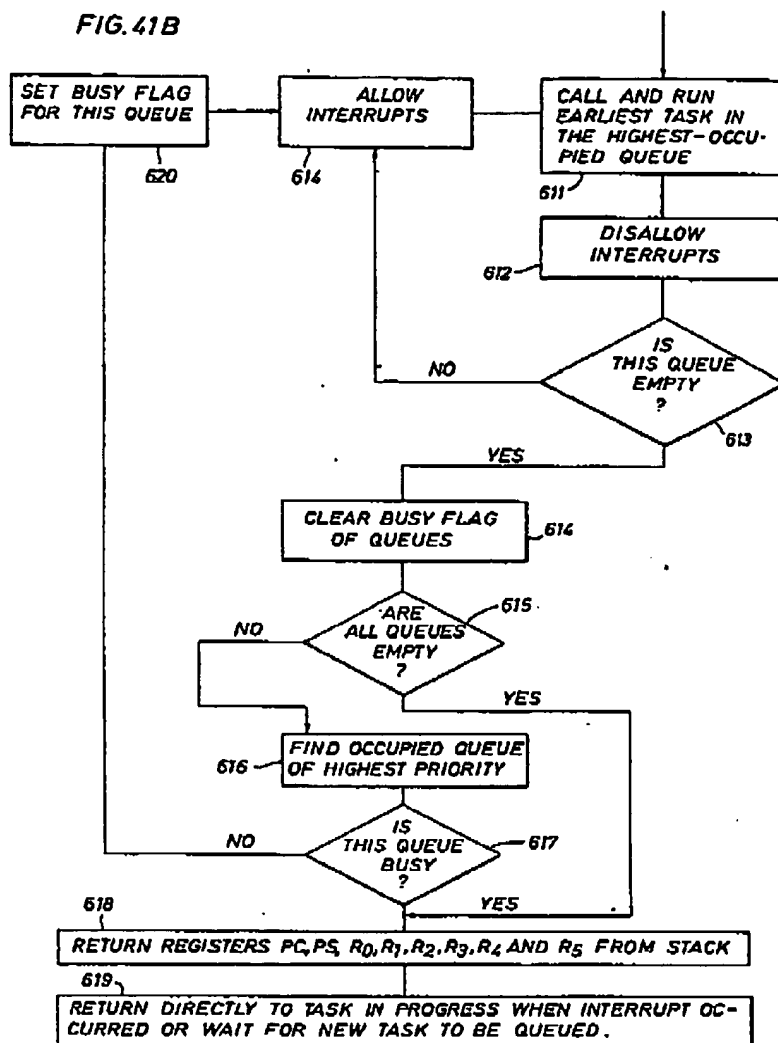 FIG. 41B
SET BUSY FLAG
FOR THIS QUEUE
620
ALLOW
INTERRUPTS
614
CALL AND RUN
EARLIEST TASK IN
THE HIGHEST-OCCU-
PIED QUEUE
611
DISALLOW
INTERRUPTS
612
IS
THIS QUEUE
EMPTY
?
613
NO
YES
CLEAR BUSY FLAG
OF QUEUES
614
ARE
ALL QUEUES
EMPTY
?
615
NO
YES
FIND OCCUPIED QUEUE
OF HIGHEST PRIORITY
616
IS
THIS QUEUE
BUSY
?
617
NO
YES
618
RETURN REGISTERS PC, PS, R0, R1, R2, R3, R4 AND R5 FROM STACK
619
RETURN DIRECTLY TO TASK IN PROGRESS WHEN INTERRUPT OC-
CURRED OR WAIT FOR NEW TASK TO BE QUEUED.